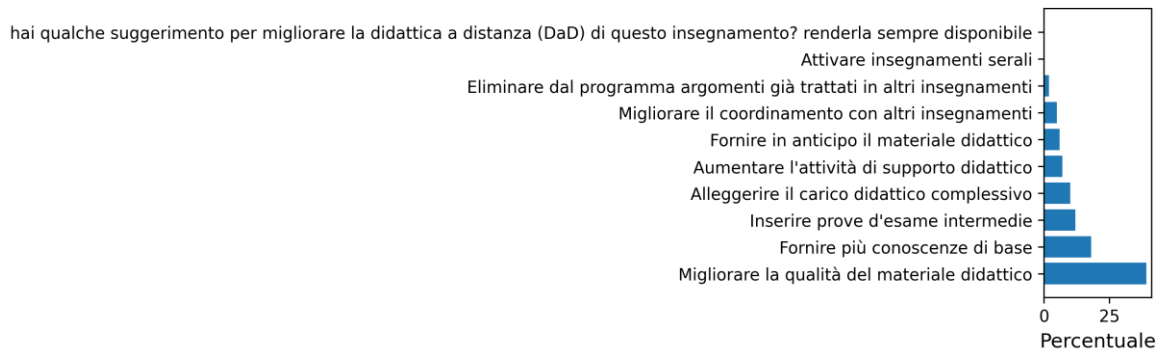 hai qualche suggerimento per migliorare la didattica a distanza (DaD) di questo insegnamento? renderla sempre disponibile
Attivare insegnamenti serali
Eliminare dal programma argomenti già trattati in altri insegnamenti
Migliorare il coordinamento con altri insegnamenti
Fornire in anticipo il materiale didattico
Aumentare l'attività di supporto didattico
Alleggerire il carico didattico complessivo
Inserire prove d'esame intermedie
Fornire più conoscenze di base
Migliorare la qualità del materiale didattico
0 25
Percentuale